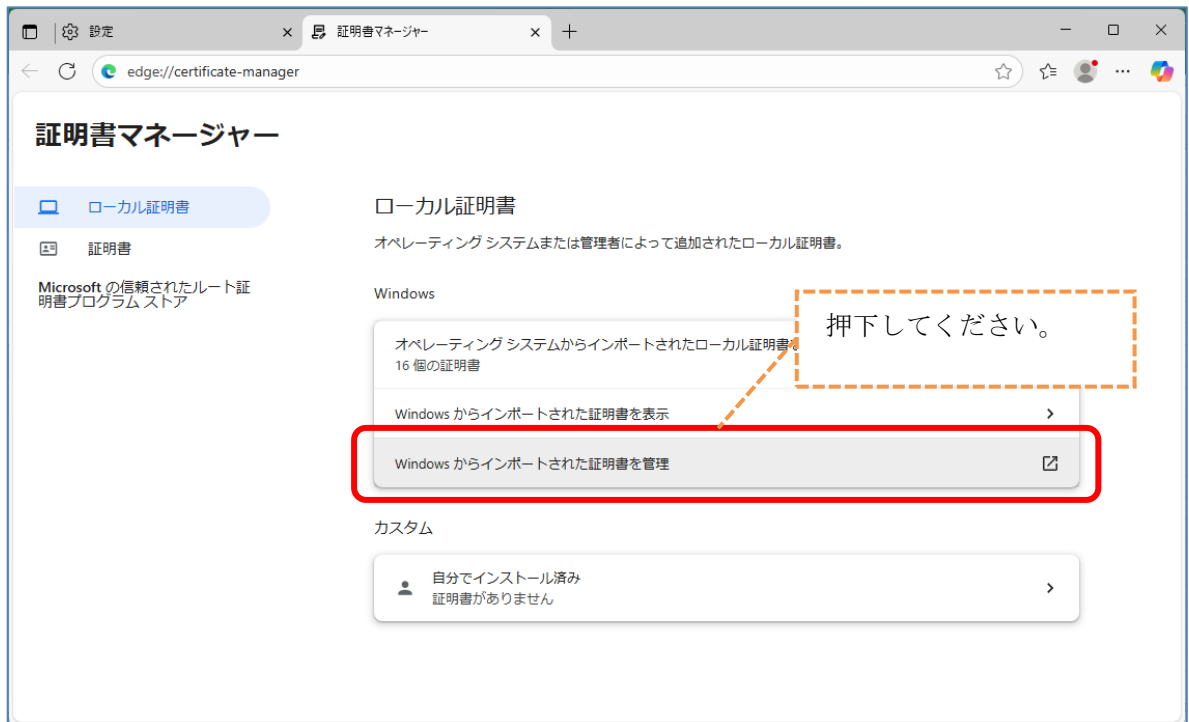 設定
証明書マネージャー
edge://certificate-manager
証明書マネージャー
ローカル証明書
証明書
Microsoft の信頼されたルート証
明書プログラム ストア
ローカル証明書
オペレーティング システムまたは管理者によって追加されたローカル証明書。
Windows
押下してください。
オペレーティング システムからインポートされたローカル証明書
16 個の証明書
Windows からインポートされた証明書を表示
Windows からインポートされた証明書を管理
カスタム
自分でインストール済み
証明書がありません